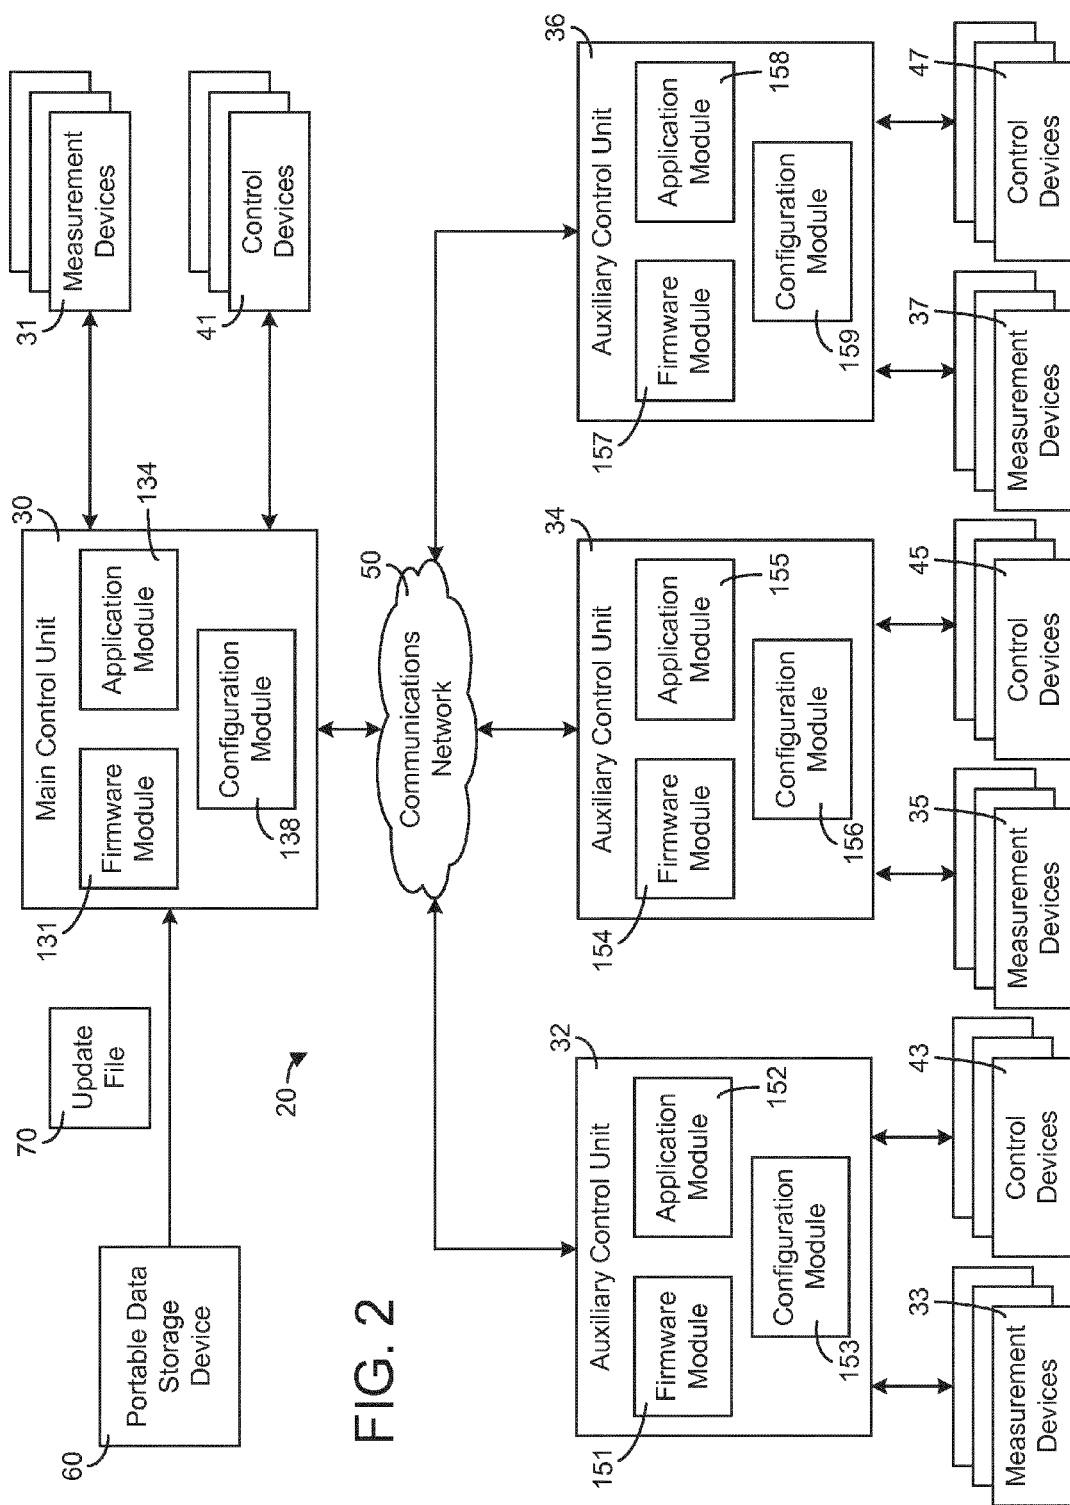 60
Portable Data
Storage
Device
70
Update
File
20
131
30
Main Control Unit
Firmware
Module
Application
Module
134
Configuration
Module
138
31
Measurement
Devices
41
Control
Devices
50
Communications
Network
FIG. 2
32
Auxiliary Control Unit
151
Firmware
Module
Application
Module
152
Configuration
Module
153
34
Auxiliary Control Unit
154
Firmware
Module
Application
Module
155
Configuration
Module
156
36
Auxiliary Control Unit
157
Firmware
Module
Application
Module
158
Configuration
Module
159
33
Measurement
Devices
43
Control
Devices
35
Measurement
Devices
45
Control
Devices
37
Measurement
Devices
47
Control
Devices